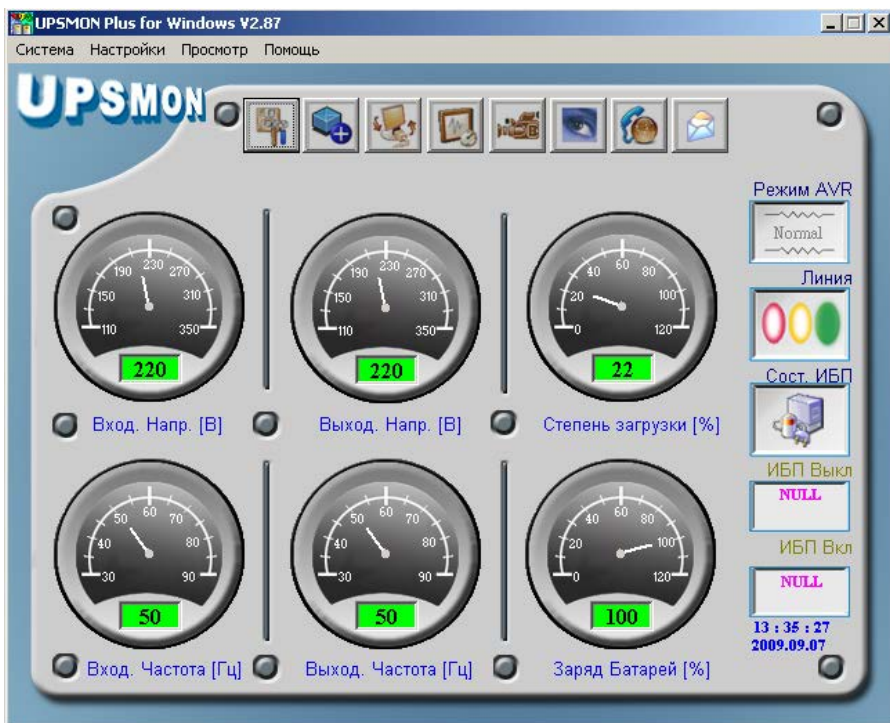 UPSMON Plus for Windows V2.87
Система Настройки Просмотр Помощь
UPSMON
Режим AVR
Normal
Линия
Сост. ИБП
ИБП Выкл
NULL
ИБП Вкл
NULL
13 : 35 : 27
2009.09.07
110 150 190 230 270 310 350
220
Вход. Напр. [В]
110 150 190 230 270 310 350
220
Выход. Напр. [В]
0 20 40 60 80 100 120
22
Степень загрузки [%]
30 40 50 60 70 80 90
50
Вход. Частота [Гц]
30 40 50 60 70 80 90
50
Выход. Частота [Гц]
0 20 40 60 80 100 120
100
Заряд Батарей [%]